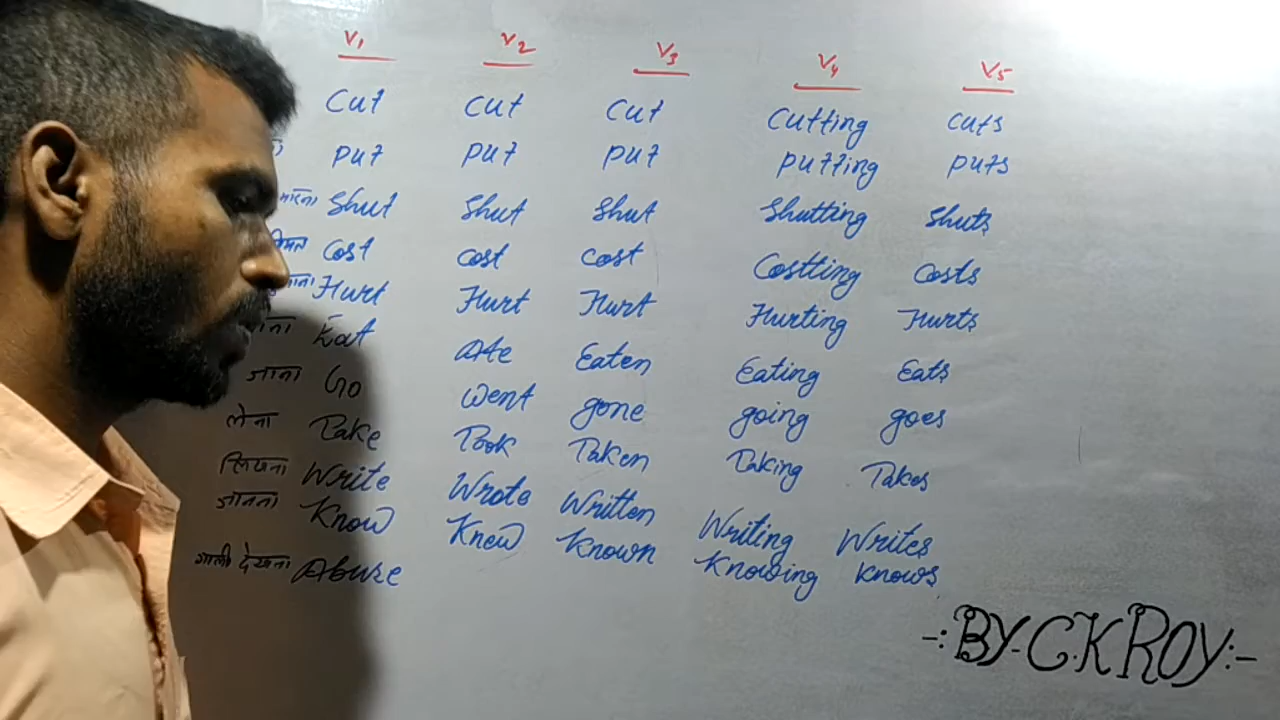 V1 V2 V3 V4 V5
Cut Cut Cut Cutting Cuts
Put Put Put Putting Puts
Shut Shut Shut Shutting Shuts
Cost Cost Cost Costting Costs
Hurt Hurt Hurt Hurting Hurts
Eat Ate Eaten Eating Eats
जाना Go Went gone going goes
लेना Take Took Taken Taking Takes
लिखना Write Wrote Written Writing Writes
जानना Know Knew Known Knowing Knows
गाली देखना Abuse
-:BY-C.K ROY:-